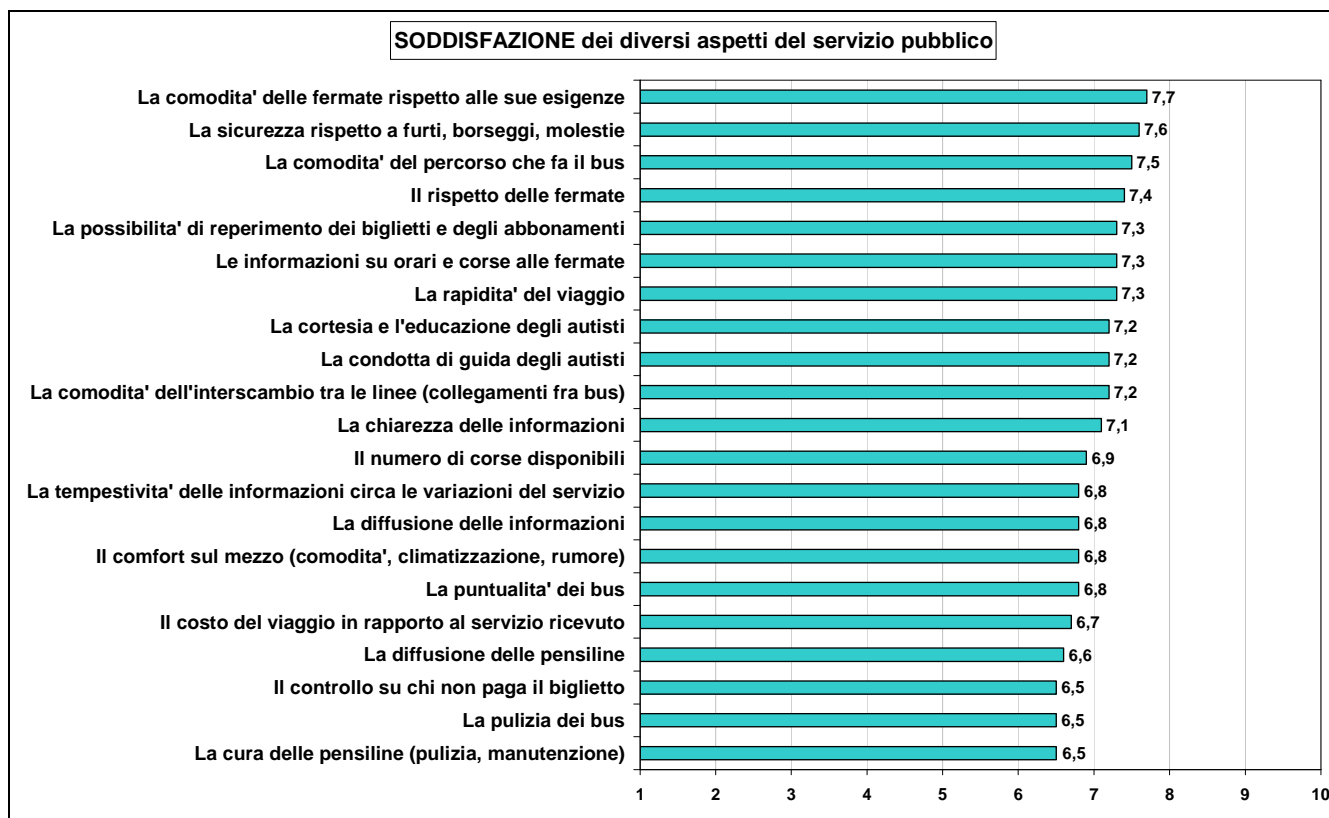 SODDISFAZIONE dei diversi aspetti del servizio pubblico
La comodita' delle fermate rispetto alle sue esigenze 7,7
La sicurezza rispetto a furti, borseggi, molestie 7,6
La comodita' del percorso che fa il bus 7,5
Il rispetto delle fermate 7,4
La possibilita' di reperimento dei biglietti e degli abbonamenti 7,3
Le informazioni su orari e corse alle fermate 7,3
La rapidita' del viaggio 7,3
La cortesia e l'educazione degli autisti 7,2
La condotta di guida degli autisti 7,2
La comodita' dell'interscambio tra le linee (collegamenti fra bus) 7,2
La chiarezza delle informazioni 7,1
Il numero di corse disponibili 6,9
La tempestivita' delle informazioni circa le variazioni del servizio 6,8
La diffusione delle informazioni 6,8
Il comfort sul mezzo (comodita', climatizzazione, rumore) 6,8
La puntualita' dei bus 6,8
Il costo del viaggio in rapporto al servizio ricevuto 6,7
La diffusione delle pensiline 6,6
Il controllo su chi non paga il biglietto 6,5
La pulizia dei bus 6,5
La cura delle pensiline (pulizia, manutenzione) 6,5
1 2 3 4 5 6 7 8 9 10